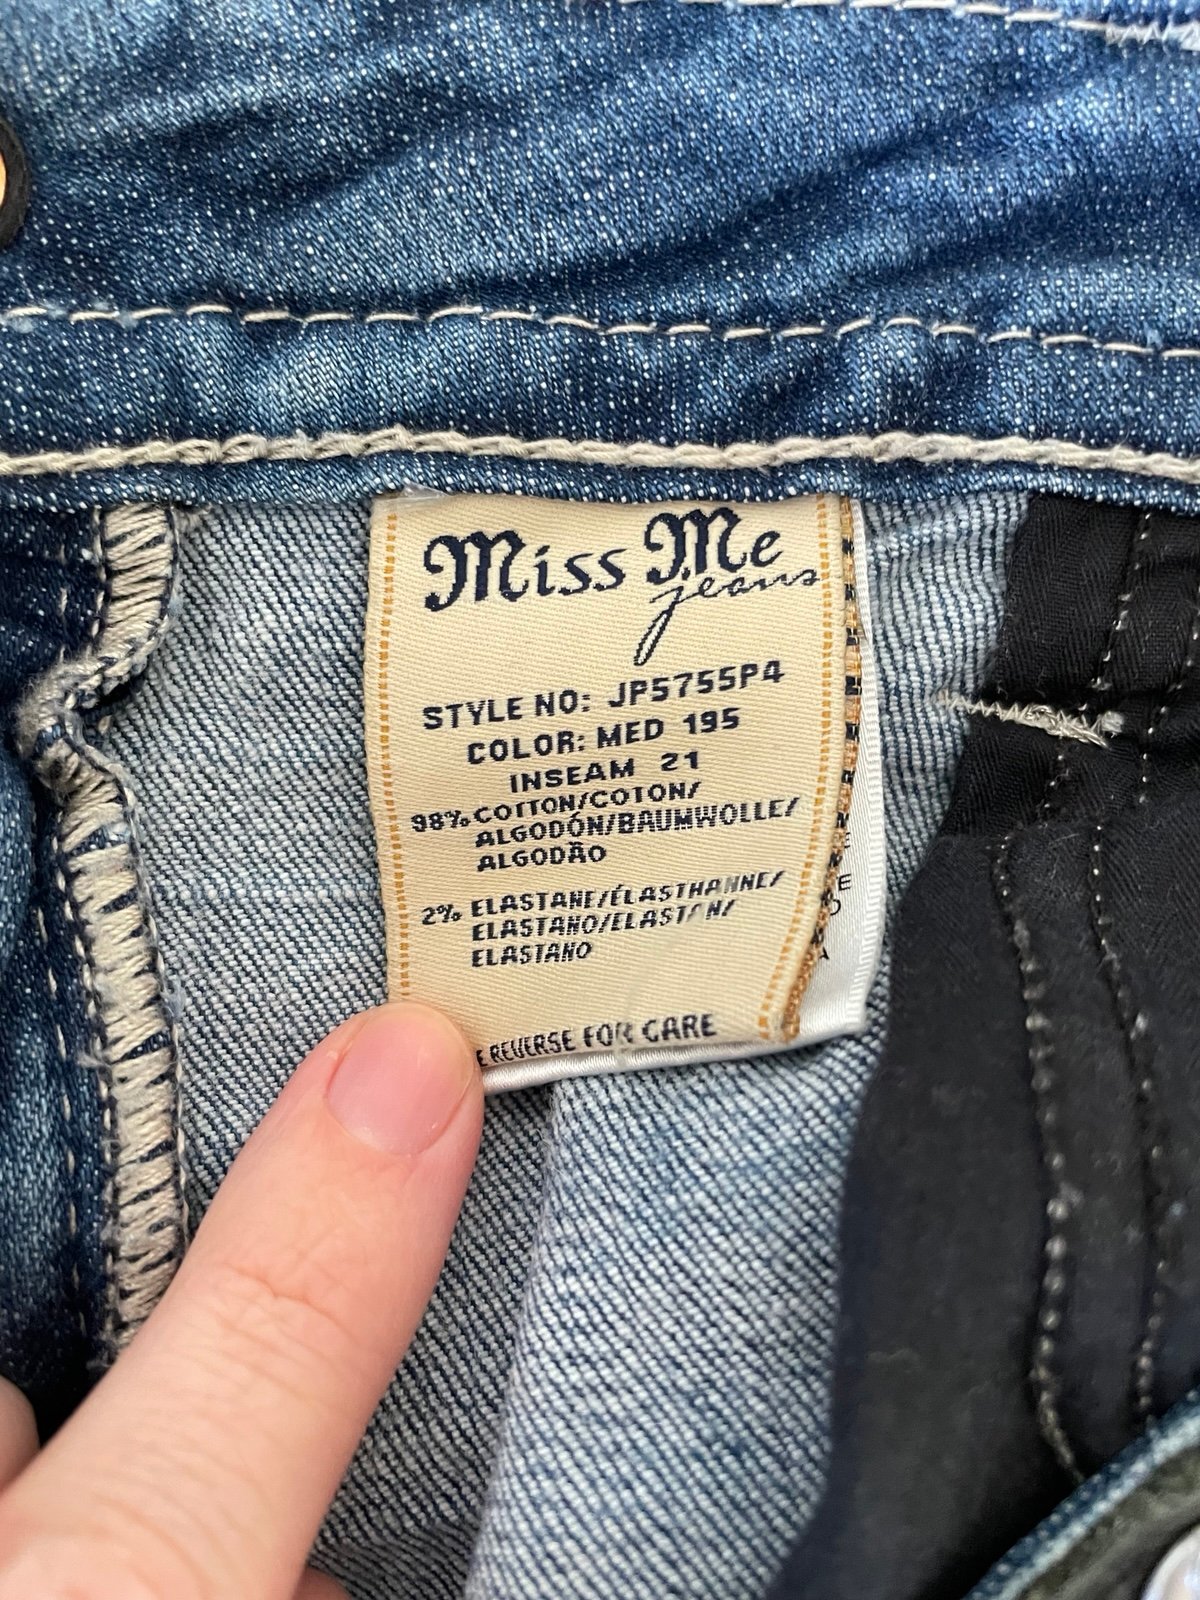 Miss Me
jeans
STYLE NO: JP5755P4
COLOR: MED 195
INSEAM 21
98% COTTON/COTON/
ALGODÓN/BAUMWOLLE/
ALGODÃO
2% ELASTANE/ÉLASTHANNE/
ELASTANO/ELASTAN/
ELASTANO
REVERSE FOR CARE